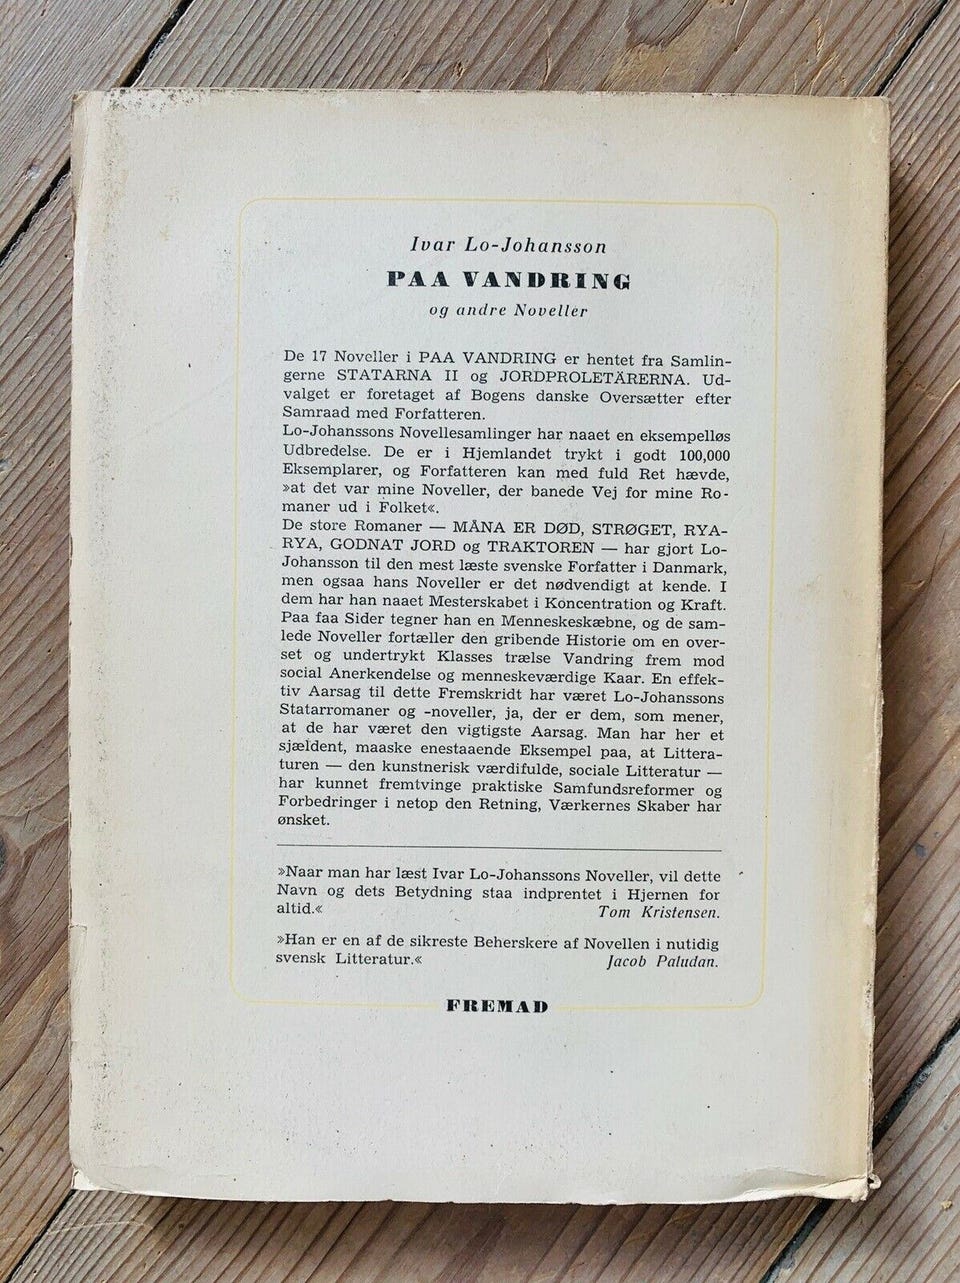 Ivar Lo-Johansson
PAA VANDRING
og andre Noveller
De 17 Noveller i PAA VANDRING er hentet fra Samlin-
gerne STATARNA II og JORDPROLETÄRERNA. Ud-
valget er foretaget af Bogens danske Oversætter efter
Samraad med Forfatteren.
Lo-Johanssons Novellesamlinger har naaet en eksempelløs
Udbredelse. De er i Hjemlandet trykt i godt 100,000
Eksemplarer, og Forfatteren kan med fuld Ret hævde,
»at det var mine Noveller, der banede Vej for mine Ro-
maner ud i Folket«.
De store Romaner — MÅNA ER DØD, STRØGET, RYA-
RYA, GODNAT JORD og TRAKTOREN — har gjort Lo-
Johansson til den mest læste svenske Forfatter i Danmark,
men ogsaa hans Noveller er det nødvendigt at kende. I
dem har han naaet Mesterskabet i Koncentration og Kraft.
Paa faa Sider tegner han en Menneskeskæbne, og de sam-
lede Noveller fortæller den gribende Historie om en over-
set og undertrykt Klasses trælse Vandring frem mod
social Anerkendelse og menneskeværdige Kaar. En effek-
tiv Aarsag til dette Fremskridt har været Lo-Johanssons
Statarromaner og -noveller, ja, der er dem, som mener,
at de har været den vigtigste Aarsag. Man har her et
sjældent, maaske enestaaende Eksempel paa, at Littera-
turen — den kunstnerisk værdifulde, sociale Litteratur —
har kunnet fremtvinge praktiske Samfundsreformer og
Forbedringer i netop den Retning, Værkernes Skaber har
ønsket.
»Naar man har læst Ivar Lo-Johanssons Noveller, vil dette
Navn og dets Betydning staa indprentet i Hjernen for
altid.« Tom Kristensen.
»Han er en af de sikreste Beherskere af Novellen i nutidig
svensk Litteratur.« Jacob Paludan.
FREMAD